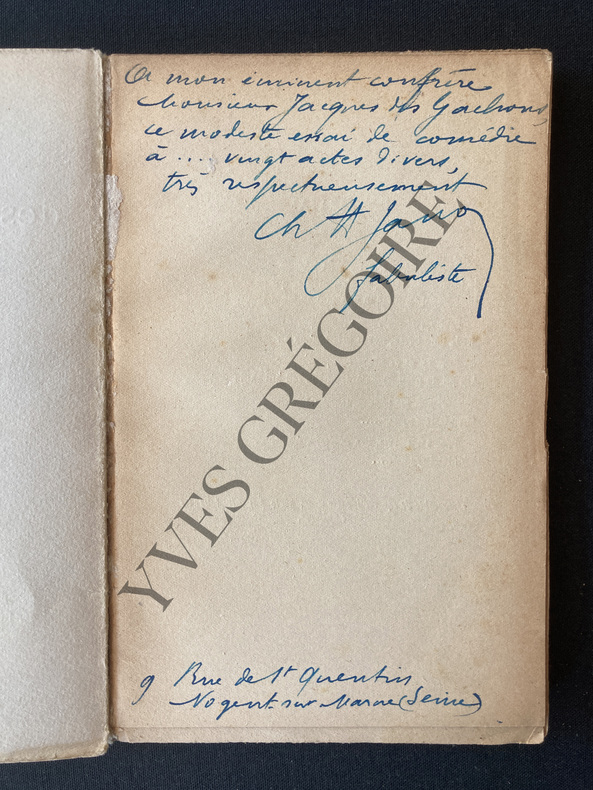 A mon éminent confrère
Monsieur Jacques des Gachons,
ce modeste essai de comédie
à .... vingt actes divers,
très respectueusement
Ch H
fabuliste
YVES GRÉGOIRE
9 Rue de St Quentin
Nogent-sur-Marne (Seine)